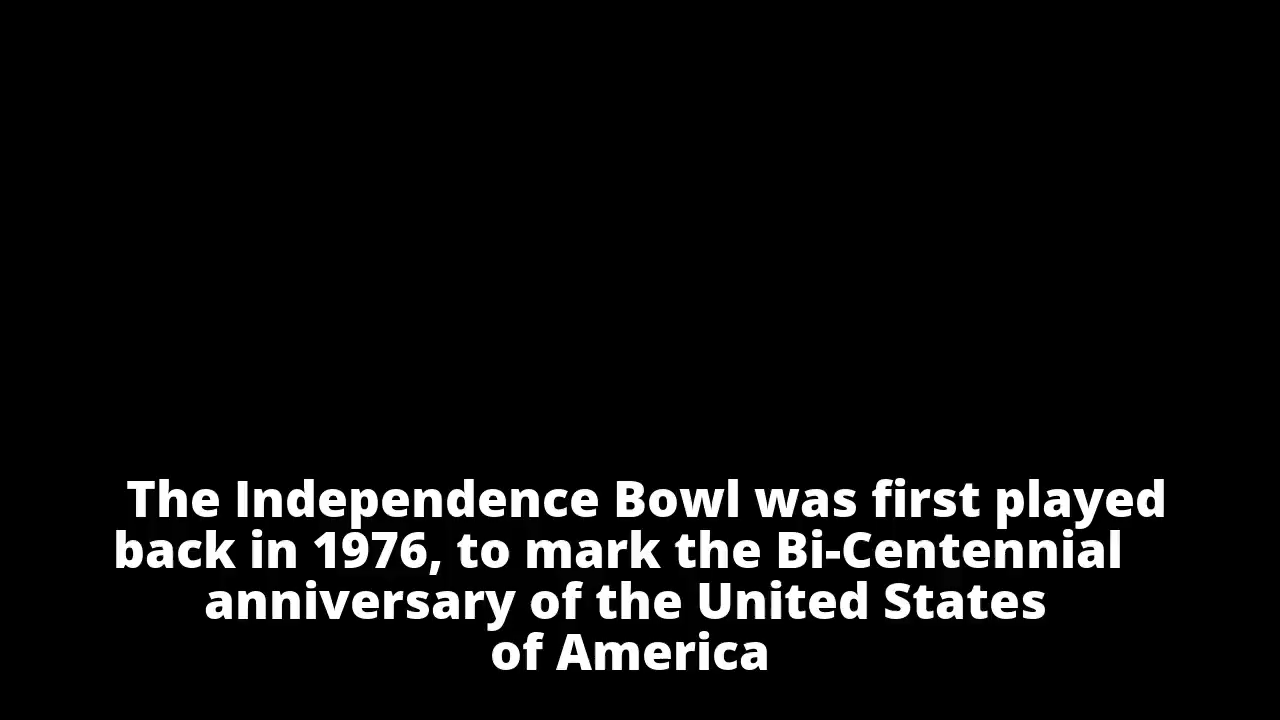 The Independence Bowl was first played
back in 1976, to mark the Bi-Centennial
anniversary of the United States
of America